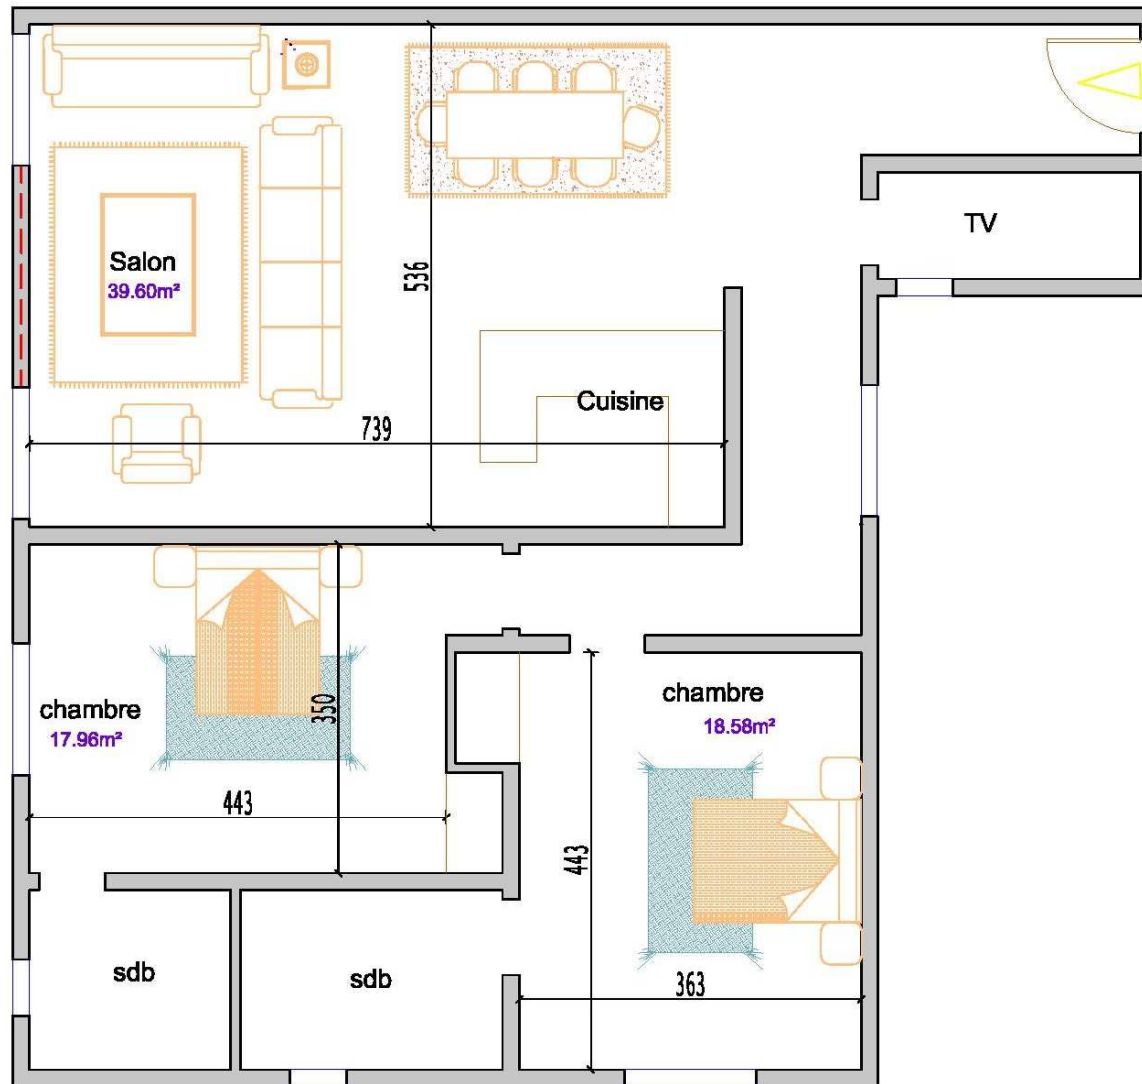 TV
Salon
39.60m²
536
Cuisine
739
chambre
17.96m²
350
chambre
18.58m²
443
443
sdb
sdb
363